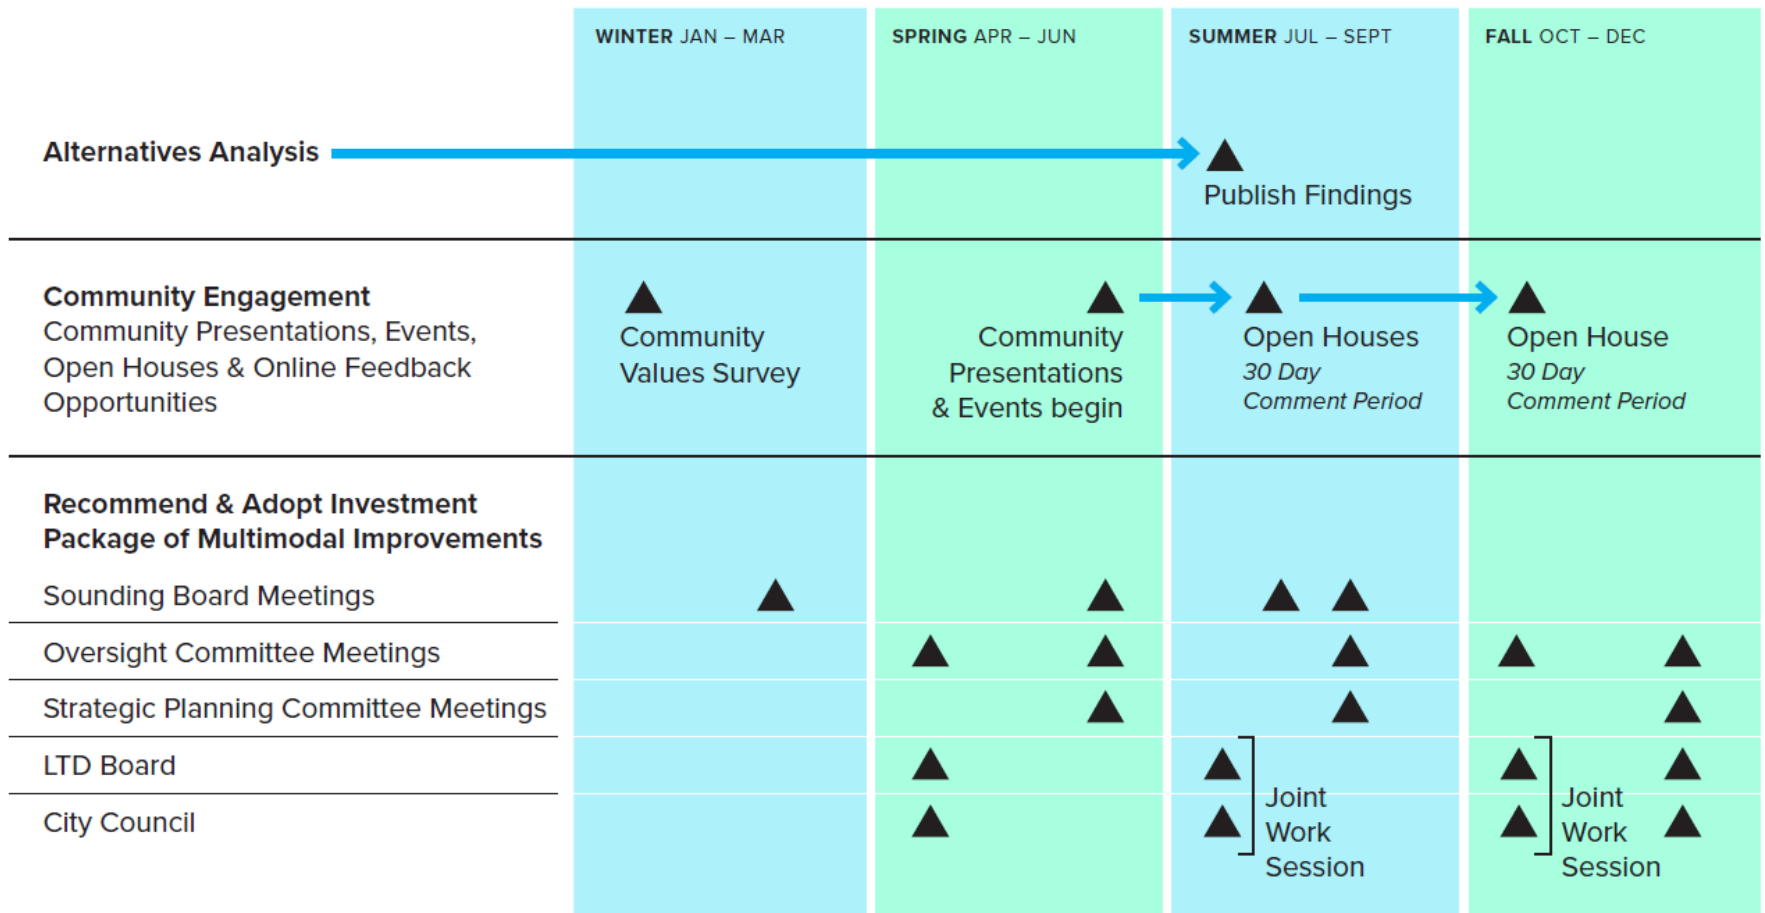 WINTER JAN – MAR
SPRING APR – JUN
SUMMER JUL – SEPT
FALL OCT – DEC
Alternatives Analysis
Publish Findings
Community Engagement
Community Presentations, Events,
Open Houses & Online Feedback
Opportunities
Community
Values Survey
Community
Presentations
& Events begin
Open Houses
30 Day
Comment Period
Open House
30 Day
Comment Period
Recommend & Adopt Investment
Package of Multimodal Improvements
Sounding Board Meetings
Oversight Committee Meetings
Strategic Planning Committee Meetings
LTD Board
City Council
Joint
Work
Session
Joint
Work
Session